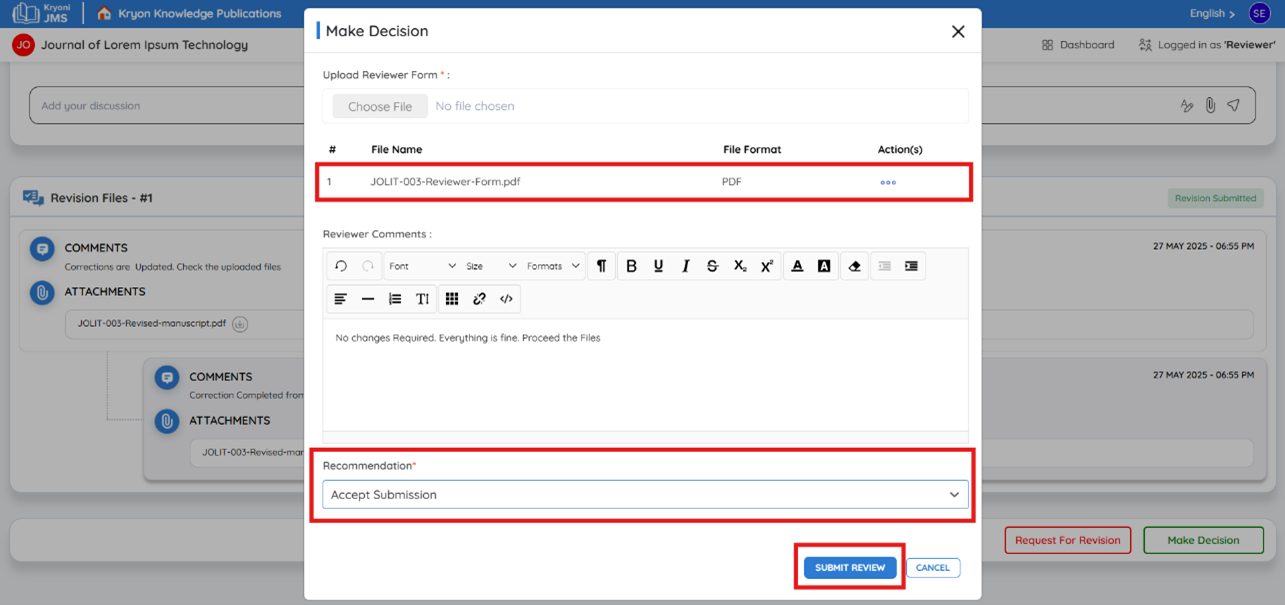 Kryoni
JMS
Kryon Knowledge Publications
English
SE
JO
Journal of Lorem Ipsum Technology
Dashboard
Logged in as 'Reviewer'
Add your discussion
Make Decision
Upload Reviewer Form * :
Choose File No file chosen
# File Name File Format Action(s)
1 JOLIT-003-Reviewer-Form.pdf PDF
Reviewer Comments :
Font Size Formats
No changes Required. Everything is fine. Proceed the Files
Recommendation*
Accept Submission
SUBMIT REVIEW CANCEL
Revision Files - #1
Revision Submitted
COMMENTS
27 MAY 2025 - 06:55 PM
Corrections are Updated. Check the uploaded files
ATTACHMENTS
JOLIT-003-Revised-manuscript.pdf
COMMENTS
27 MAY 2025 - 06:55 PM
Correction Completed from
ATTACHMENTS
JOLIT-003-Revised-man
Request For Revision
Make Decision